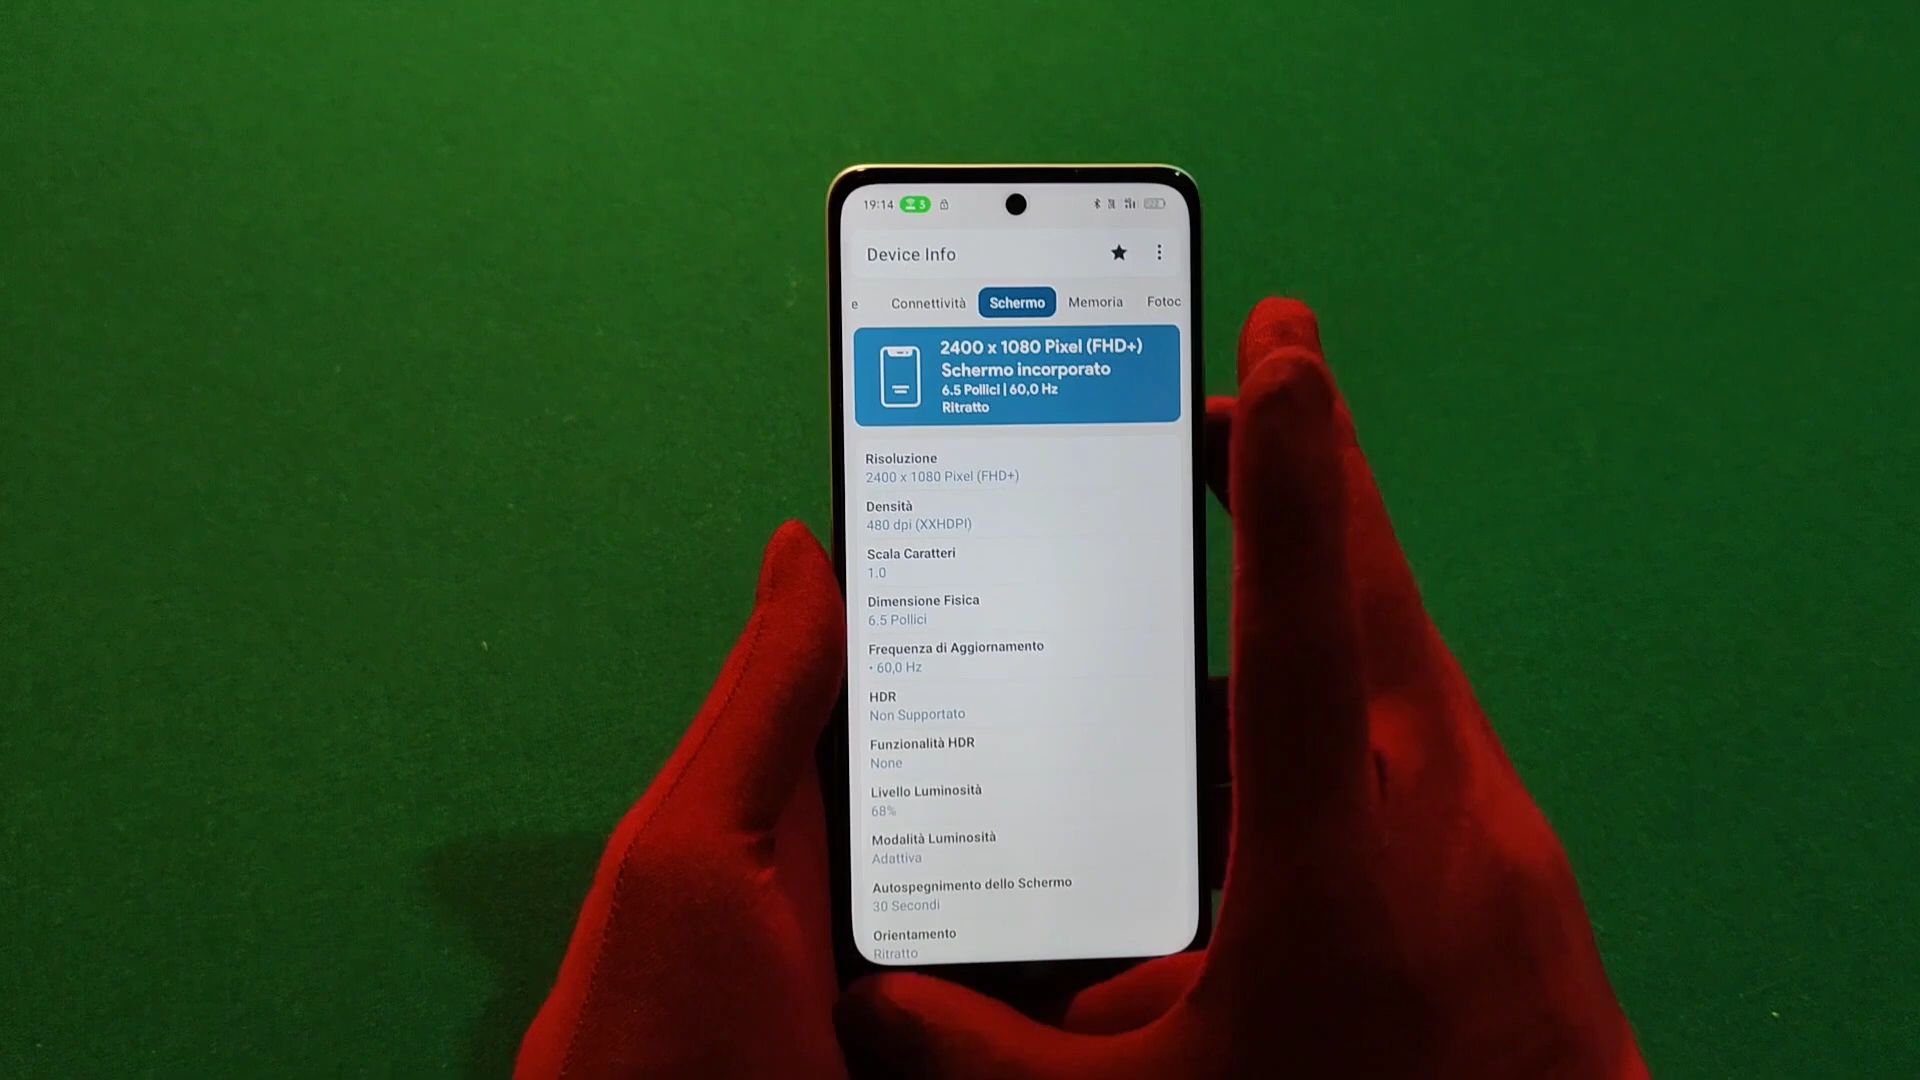 19:14 3
Device Info
e Connettività Schermo Memoria Fotoc
2400 x 1080 Pixel (FHD+)
Schermo incorporato
6.5 Pollici | 60,0 Hz
Ritratto
Risoluzione
2400 x 1080 Pixel (FHD+)
Densità
480 dpi (XXHDPI)
Scala Caratteri
1.0
Dimensione Fisica
6.5 Pollici
Frequenza di Aggiornamento
• 60,0 Hz
HDR
Non Supportato
Funzionalità HDR
None
Livello Luminosità
68%
Modalità Luminosità
Adattiva
Autospegnimento dello Schermo
30 Secondi
Orientamento
Ritratto